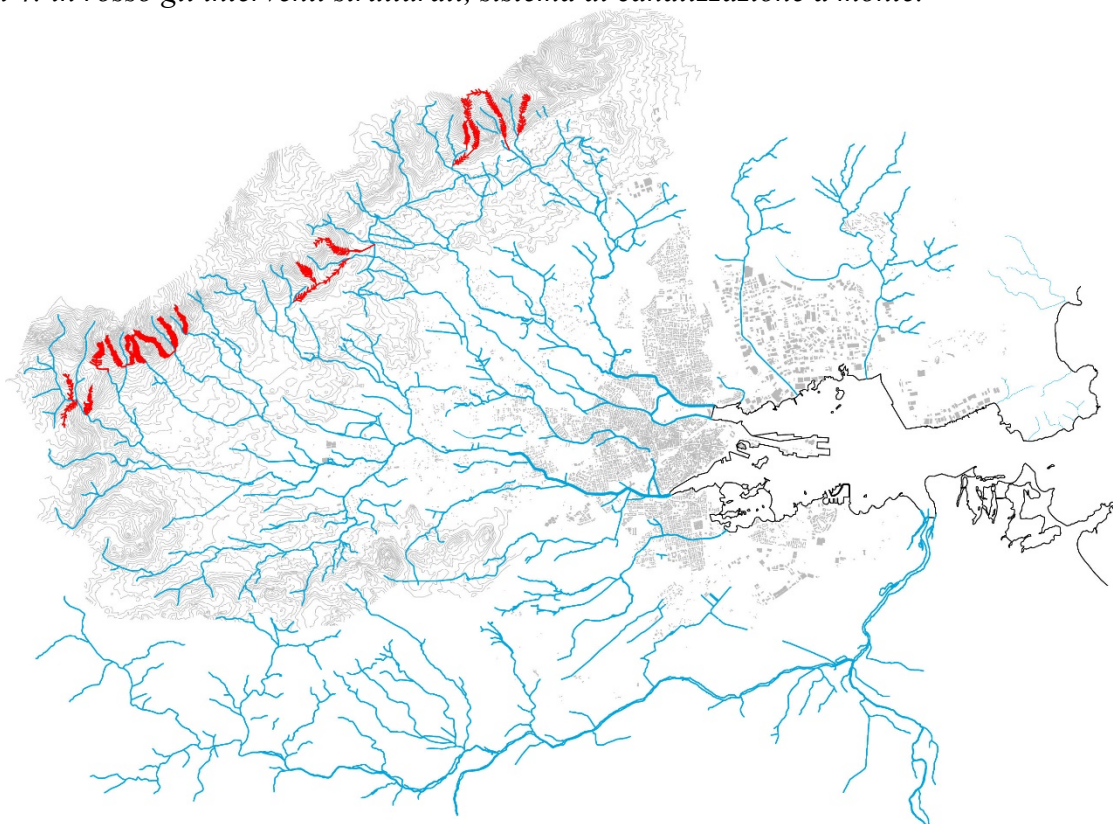 in rosso gli interventi strutturali, sistema di canalizzazione a monte.